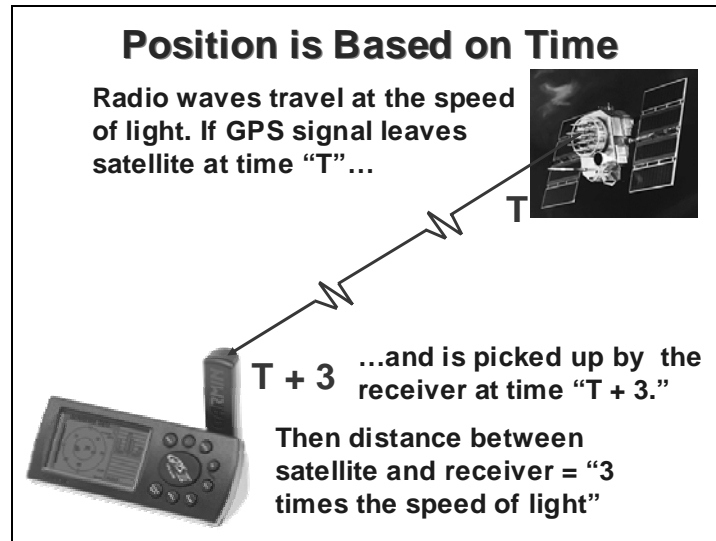 Position is Based on Time
Radio waves travel at the speed
of light. If GPS signal leaves
satellite at time “T”…
T
T + 3
…and is picked up by the
receiver at time “T + 3.”
Then distance between
satellite and receiver = “3
times the speed of light”